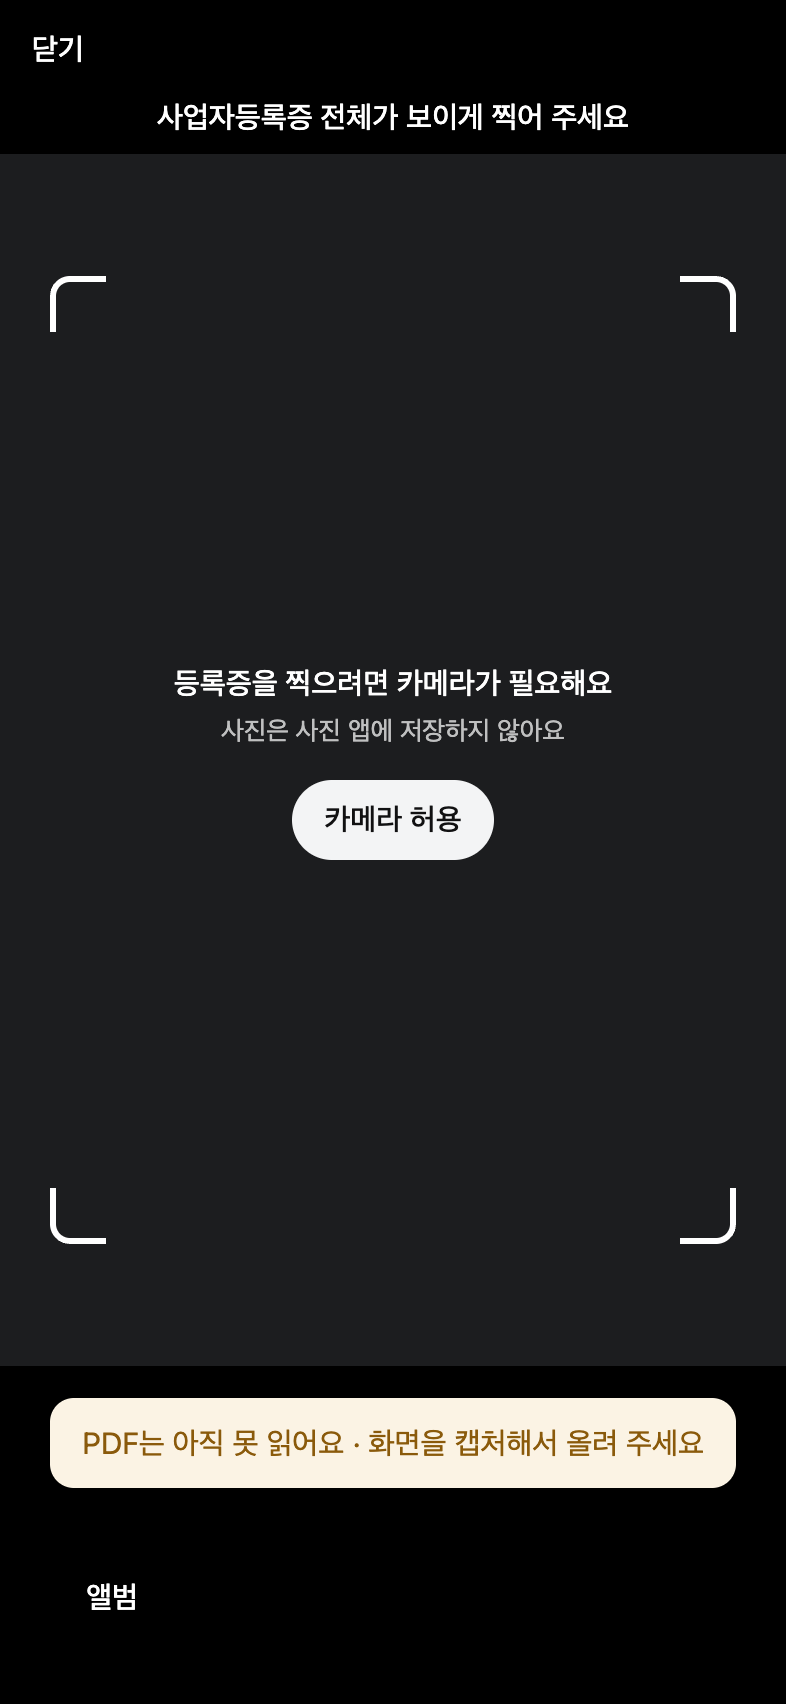 닫기
사업자등록증 전체가 보이게 찍어 주세요
등록증을 찍으려면 카메라가 필요해요
사진은 사진 앱에 저장하지 않아요
카메라 허용
PDF는 아직 못 읽어요 · 화면을 캡처해서 올려 주세요
앨범